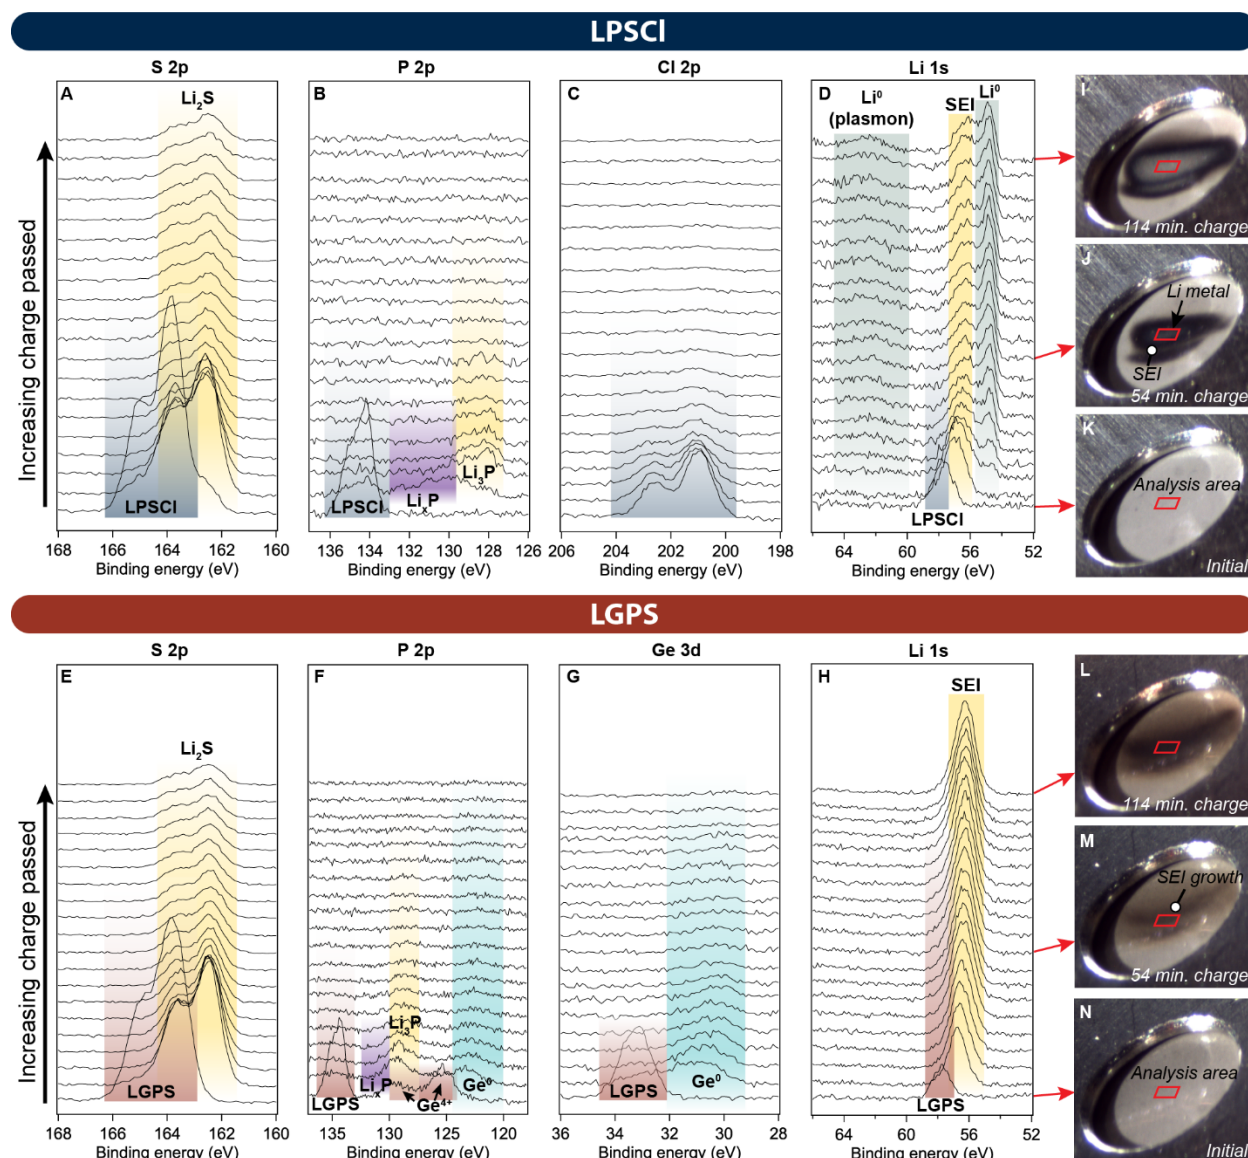 LPSCl
S 2p
P 2p
Cl 2p
Li 1s
A
Li₂S
LPSCl
168 166 164 162 160
Binding energy (eV)
Increasing charge passed
B
LPSCl
LiₓP
Li₃P
136 134 132 130 128 126
Binding energy (eV)
C
206 204 202 200 198
Binding energy (eV)
D
Li⁰
(plasmon)
SEI
Li⁰
LPSCl
64 60 56 52
Binding energy (eV)
I
114 min. charge
J
Li metal
SEI
54 min. charge
K
Analysis area
Initial
LGPS
S 2p
P 2p
Ge 3d
Li 1s
E
Li₂S
LGPS
168 166 164 162 160
Binding energy (eV)
Increasing charge passed
F
Li₃P
LiₓP
Ge⁰
LGPS
Ge⁴⁺
135 130 125 120
Binding energy (eV)
G
LGPS
Ge⁰
36 34 32 30 28
Binding energy (eV)
H
SEI
LGPS
64 60 56 52
Binding energy (eV)
L
114 min. charge
M
SEI growth
54 min. charge
N
Analysis area
Initial